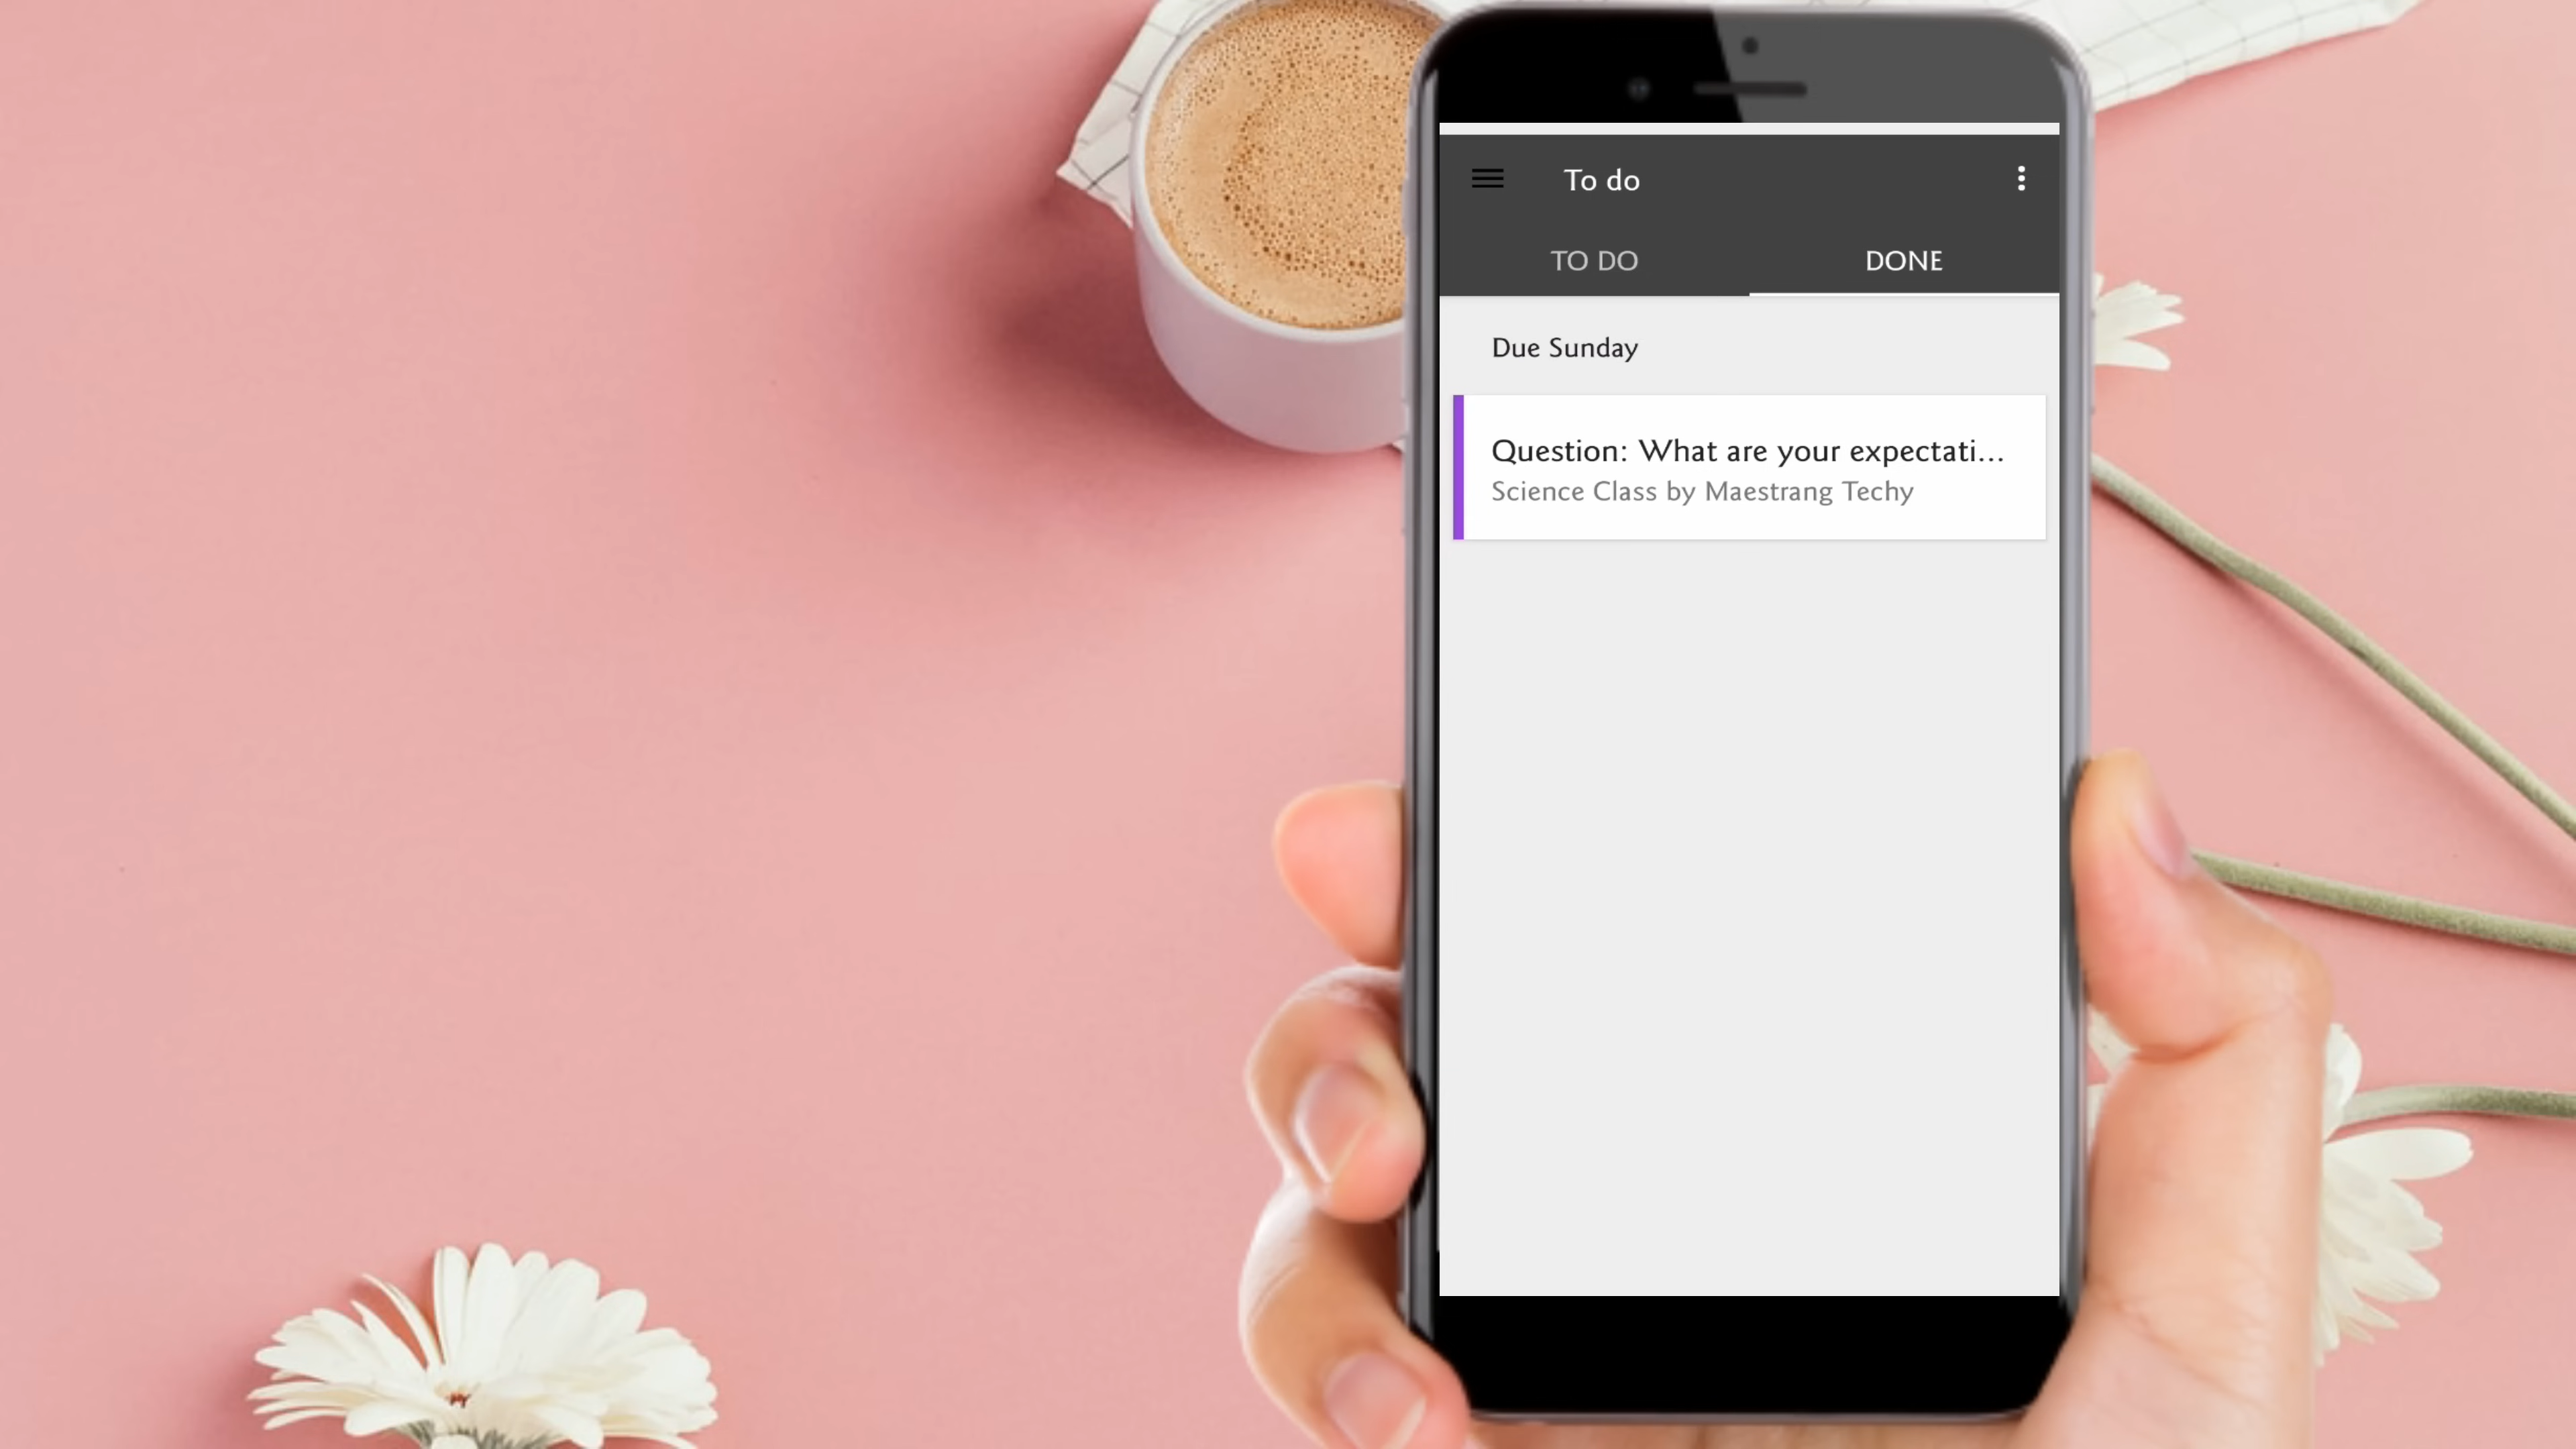 To do
TO DO
DONE
Due Sunday
Question: What are your expectati...
Science Class by Maestrang Techy